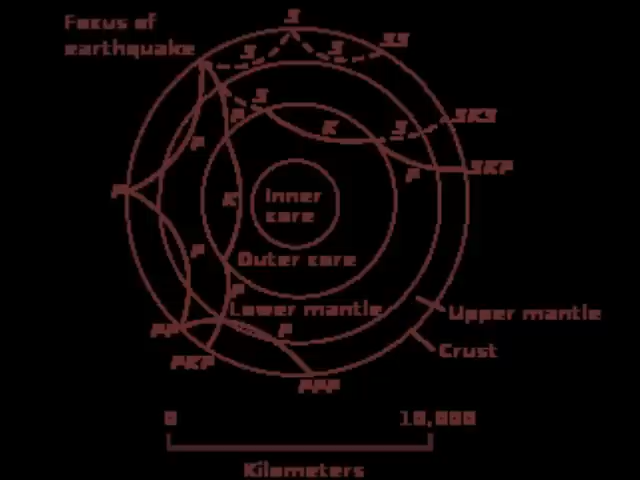 Focus of
earthquake
S
S
S
SS
S
P
K
S
SKS
P
SKP
P
P
K
Inner
core
P
Outer core
P
Lower mantle
Upper mantle
PP
P
PKP
Crust
PPP
0
10,000
Kilometers